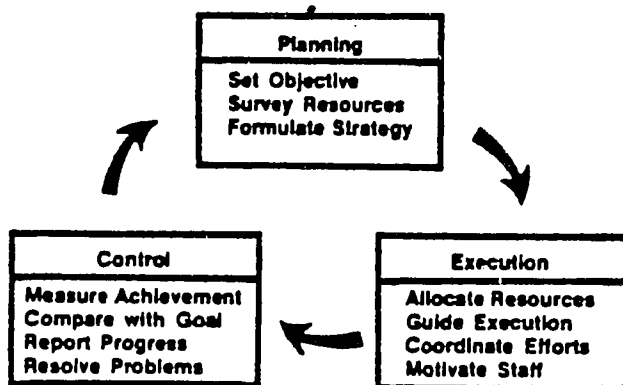 Planning
Set Objective
Survey Resources
Formulate Strategy
Control
Measure Achievement
Compare with Goal
Report Progress
Resolve Problems
Execution
Allocate Resources
Guide Execution
Coordinate Efforts
Motivate Staff